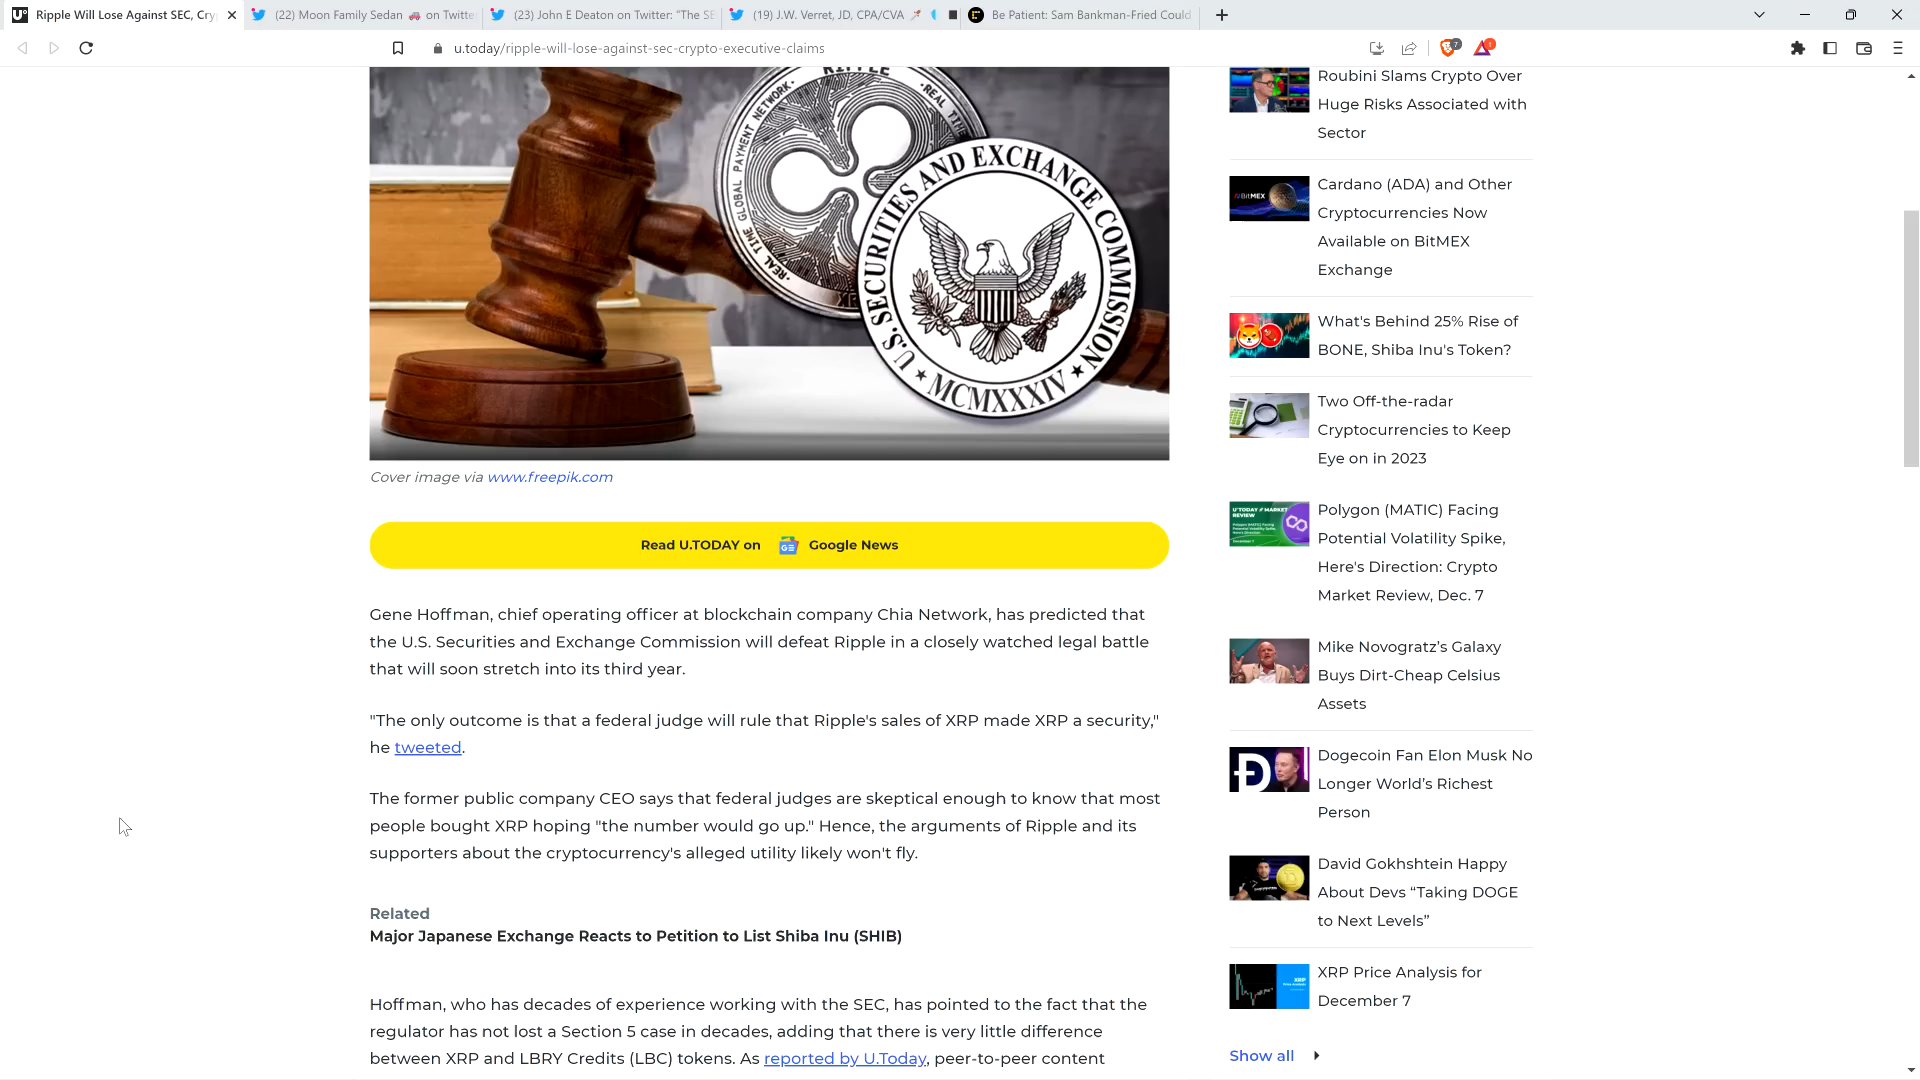 Ripple Will Lose Against SEC, Cry
(22) Moon Family Sedan 🚗 on Twitte
(23) John E Deaton on Twitter: "The SE
(19) J.W. Verret, JD, CPA/CVA
Be Patient: Sam Bankman-Fried Could
u.today/ripple-will-lose-against-sec-crypto-executive-claims
RIPPLE
GLOBAL PAYMENT NETWORK
REAL TIME
U.S. SECURITIES AND EXCHANGE COMMISSION
MCMXXXIV
Cover image via www.freepik.com
Read U.TODAY on Google News
Gene Hoffman, chief operating officer at blockchain company Chia Network, has predicted that
the U.S. Securities and Exchange Commission will defeat Ripple in a closely watched legal battle
that will soon stretch into its third year.
"The only outcome is that a federal judge will rule that Ripple's sales of XRP made XRP a security,"
he tweeted.
The former public company CEO says that federal judges are skeptical enough to know that most
people bought XRP hoping "the number would go up." Hence, the arguments of Ripple and its
supporters about the cryptocurrency's alleged utility likely won't fly.
Related
Major Japanese Exchange Reacts to Petition to List Shiba Inu (SHIB)
Hoffman, who has decades of experience working with the SEC, has pointed to the fact that the
regulator has not lost a Section 5 case in decades, adding that there is very little difference
between XRP and LBRY Credits (LBC) tokens. As reported by U.Today, peer-to-peer content
Roubini Slams Crypto Over
Huge Risks Associated with
Sector
BitMEX
Cardano (ADA) and Other
Cryptocurrencies Now
Available on BitMEX
Exchange
What's Behind 25% Rise of
BONE, Shiba Inu's Token?
Two Off-the-radar
Cryptocurrencies to Keep
Eye on in 2023
U°TODAY // MARKET
REVIEW
Polygon (MATIC) Facing
Potential Volatility Spike,
Here's Direction: Crypto
Market Review, Dec. 7
Mike Novogratz’s Galaxy
Buys Dirt-Cheap Celsius
Assets
Dogecoin Fan Elon Musk No
Longer World’s Richest
Person
David Gokhshtein Happy
About Devs “Taking DOGE
to Next Levels”
XRP
XRP Price Analysis for
December 7
Show all